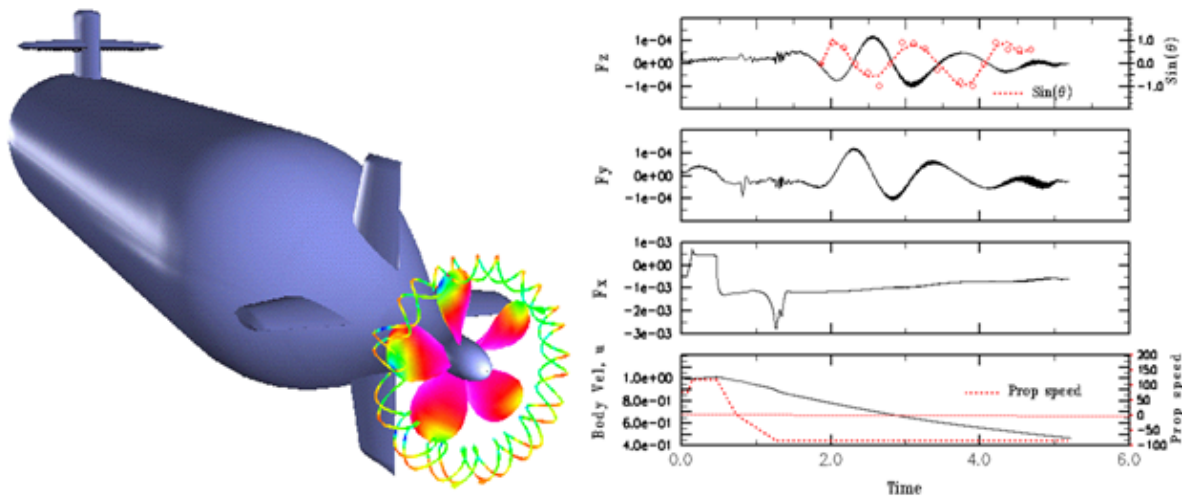 Fz
1e-04
0e+00
-1e-04
1.0
0.0
-1.0
Sin(θ)
Sin(θ)
Fy
1e-04
0e+00
-1e-04
Fx
1e-03
0e+00
-1e-03
-2e-03
-3e-03
Body Vel, u
1.0e+00
8.0e-01
6.0e-01
4.0e-01
Prop speed
200
150
100
50
0
-50
-100
Prop speed
0.0 2.0 4.0 6.0
Time